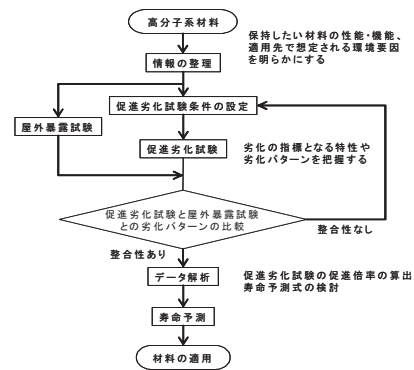 高分子系材料
保持したい材料の性能・機能、
適用先で想定される環境要因
を明らかにする
情報の整理
促進劣化試験条件の設定
屋外暴露試験
促進劣化試験
劣化の指標となる特性や
劣化パターンを把握する
促進劣化試験と屋外暴露試験
との劣化パターンの比較
整合性なし
整合性あり
データ解析
促進劣化試験の促進倍率の算出
寿命予測式の検討
寿命予測
材料の適用